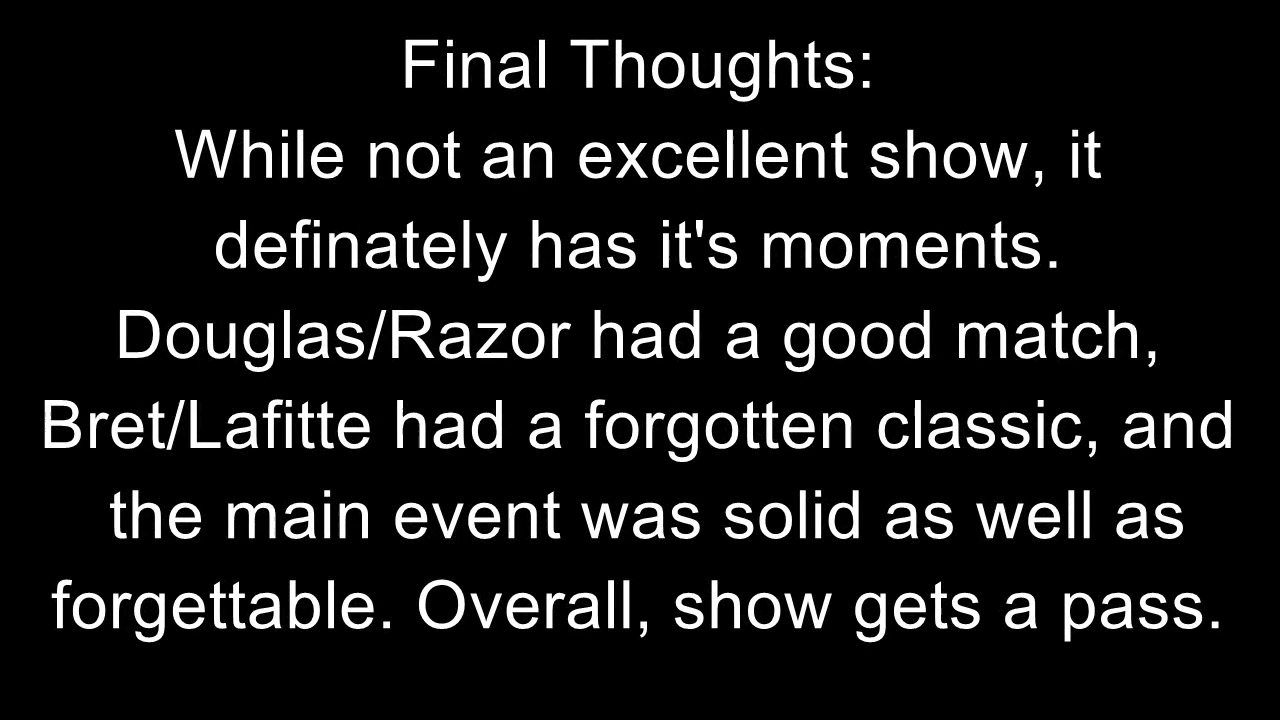 Final Thoughts:
While not an excellent show, it
definately has it's moments.
Douglas/Razor had a good match,
Bret/Lafitte had a forgotten classic, and
the main event was solid as well as
forgettable. Overall, show gets a pass.